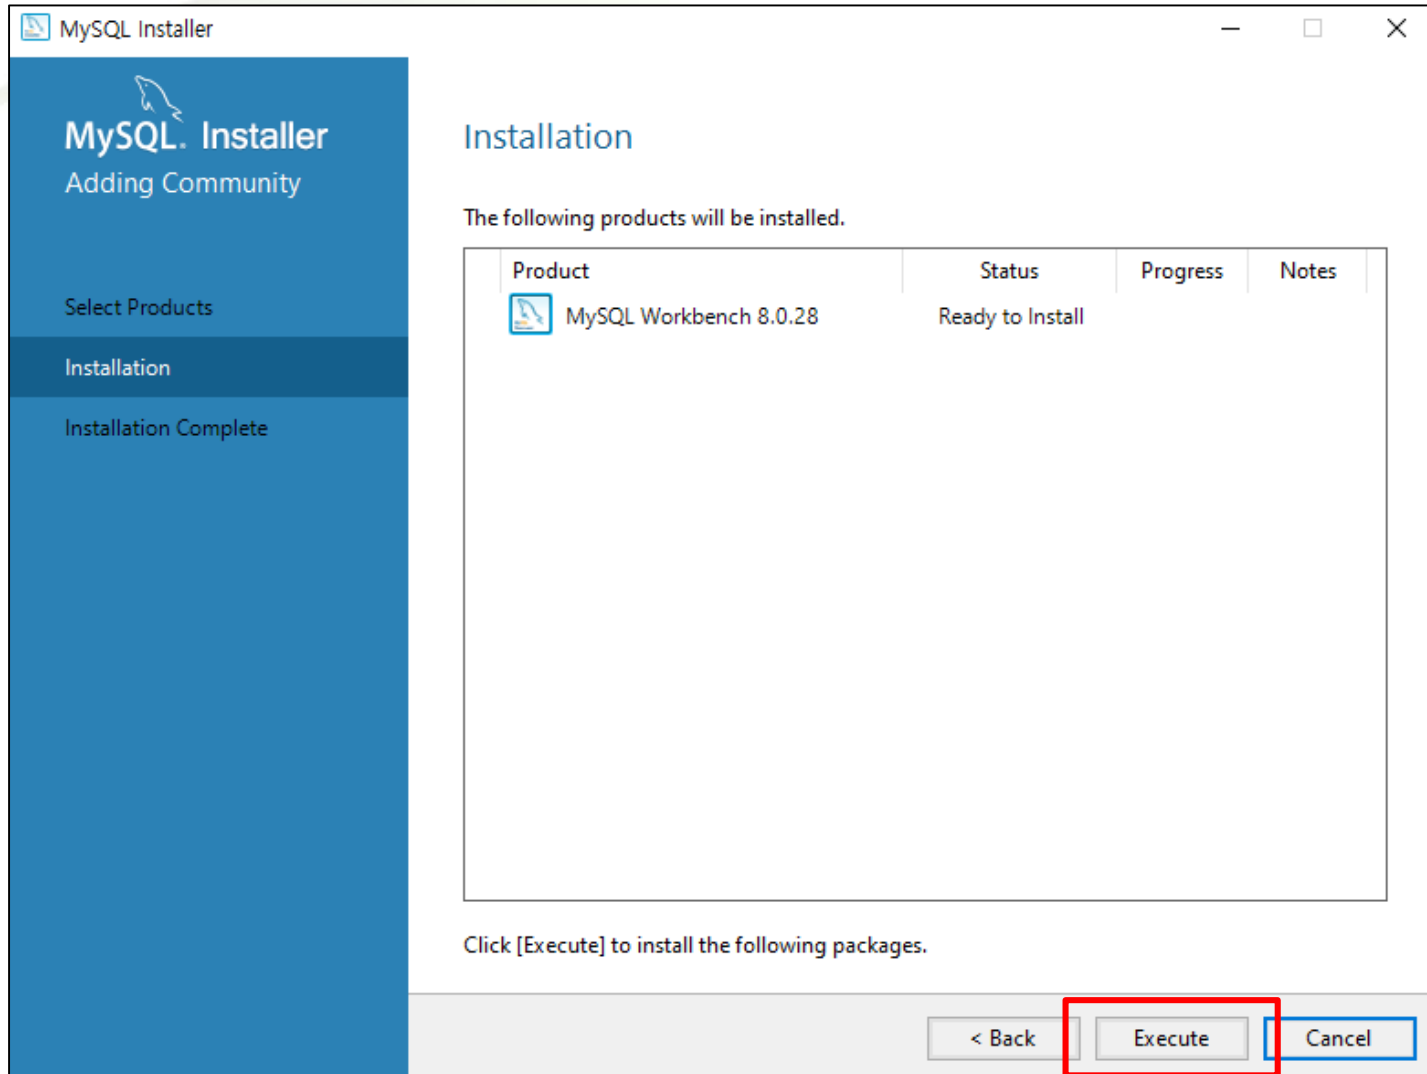 MySQL Installer
MySQL. Installer
Adding Community
Select Products
Installation
Installation Complete
Installation
The following products will be installed.
Product Status Progress Notes
MySQL Workbench 8.0.28 Ready to Install
Click [Execute] to install the following packages.
< Back Execute Cancel